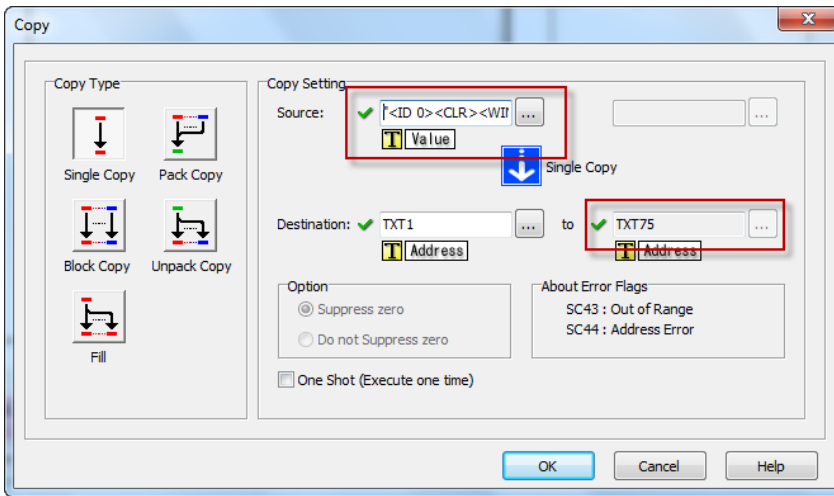 Copy
Copy Type
Single Copy
Pack Copy
Block Copy
Unpack Copy
Fill
Copy Setting
Source:
"<ID 0><CLR><WI
...
...
T Value
Single Copy
Destination:
TXT1
...
to
TXT75
...
T Address
T Address
Option
Suppress zero
Do not Suppress zero
About Error Flags
SC43 : Out of Range
SC44 : Address Error
One Shot (Execute one time)
OK
Cancel
Help